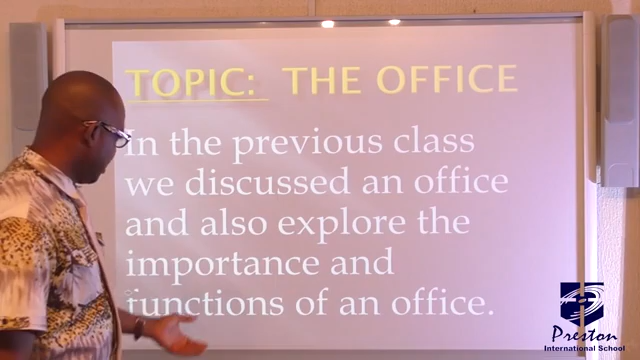 TOPIC: THE OFFICE
In the previous class
we discussed an office
and also explore the
importance and
functions of an office.
Preston
International School